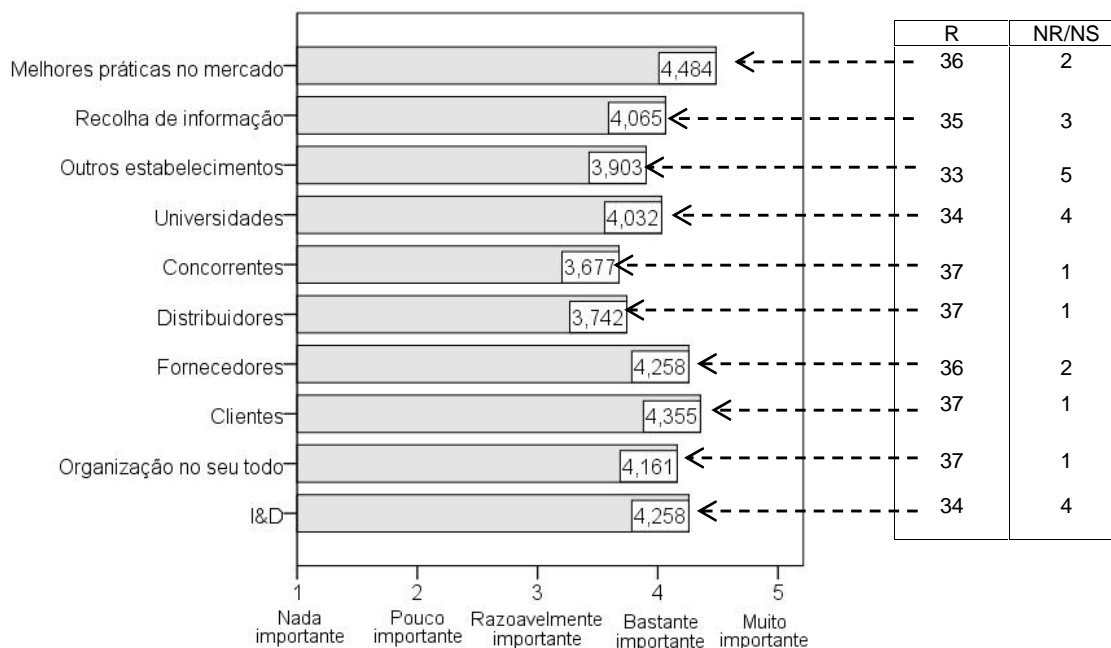 R NR/NS
Melhores práticas no mercado 4,484 36 2
Recolha de informação 4,065 35 3
Outros estabelecimentos 3,903 33 5
Universidades 4,032 34 4
Concorrentes 3,677 37 1
Distribuidores 3,742 37 1
Fornecedores 4,258 36 2
Clientes 4,355 37 1
Organização no seu todo 4,161 37 1
I&D 4,258 34 4
1 2 3 4 5
Nada Pouco Razoavelmente Bastante Muito
importante importante importante importante importante